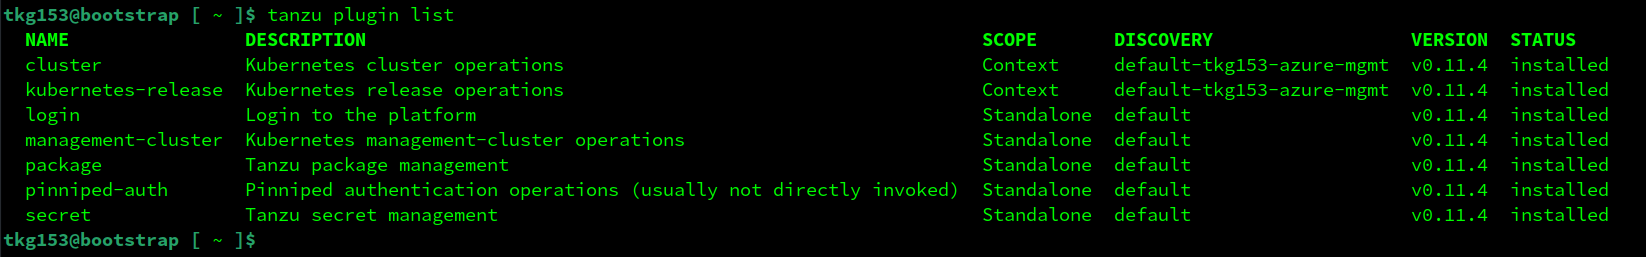 tkg153@bootstrap [ ~ ]$ tanzu plugin list
NAME DESCRIPTION SCOPE DISCOVERY VERSION STATUS
cluster Kubernetes cluster operations Context default-tkg153-azure-mgmt v0.11.4 installed
kubernetes-release Kubernetes release operations Context default-tkg153-azure-mgmt v0.11.4 installed
login Login to the platform Standalone default v0.11.4 installed
management-cluster Kubernetes management-cluster operations Standalone default v0.11.4 installed
package Tanzu package management Standalone default v0.11.4 installed
pinniped-auth Pinniped authentication operations (usually not directly invoked) Standalone default v0.11.4 installed
secret Tanzu secret management Standalone default v0.11.4 installed
tkg153@bootstrap [ ~ ]$